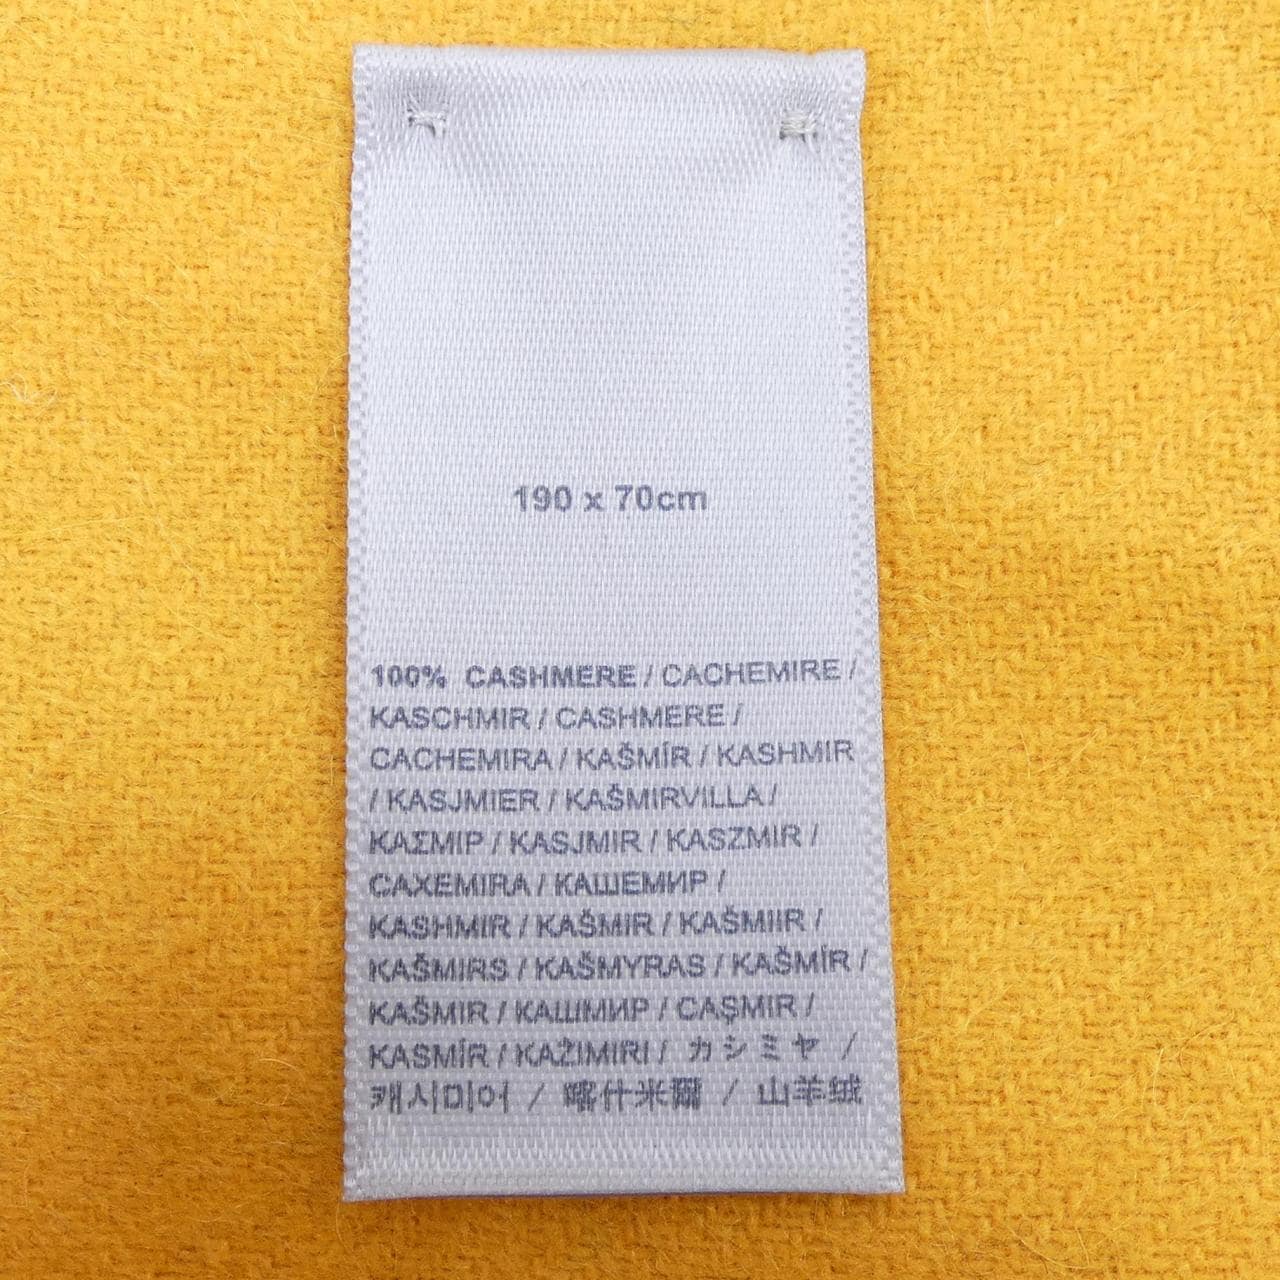 190 x 70cm
100% CASHMERE / CACHEMIRE /
KASCHMIR / CASHMERE /
CACHEMIRA / KAŠMÍR / KASHMIR
/ KASJMIER / KAŠMIRVILLA /
ΚΑΣΜΙΡ / KASJMIR / KASZMIR /
CAXEMIRA / КАШЕМИР /
KASHMIR / KAŠMIR / KAŠMIIR /
KAŠMIRS / KAŠMYRAS / KAŠMÍR /
KAŠMIR / КАШМИР / CAŞMIR /
KASMÍR / KAŻIMIRI / カシミヤ /
캐시미어 / 喀什米爾 / 山羊绒